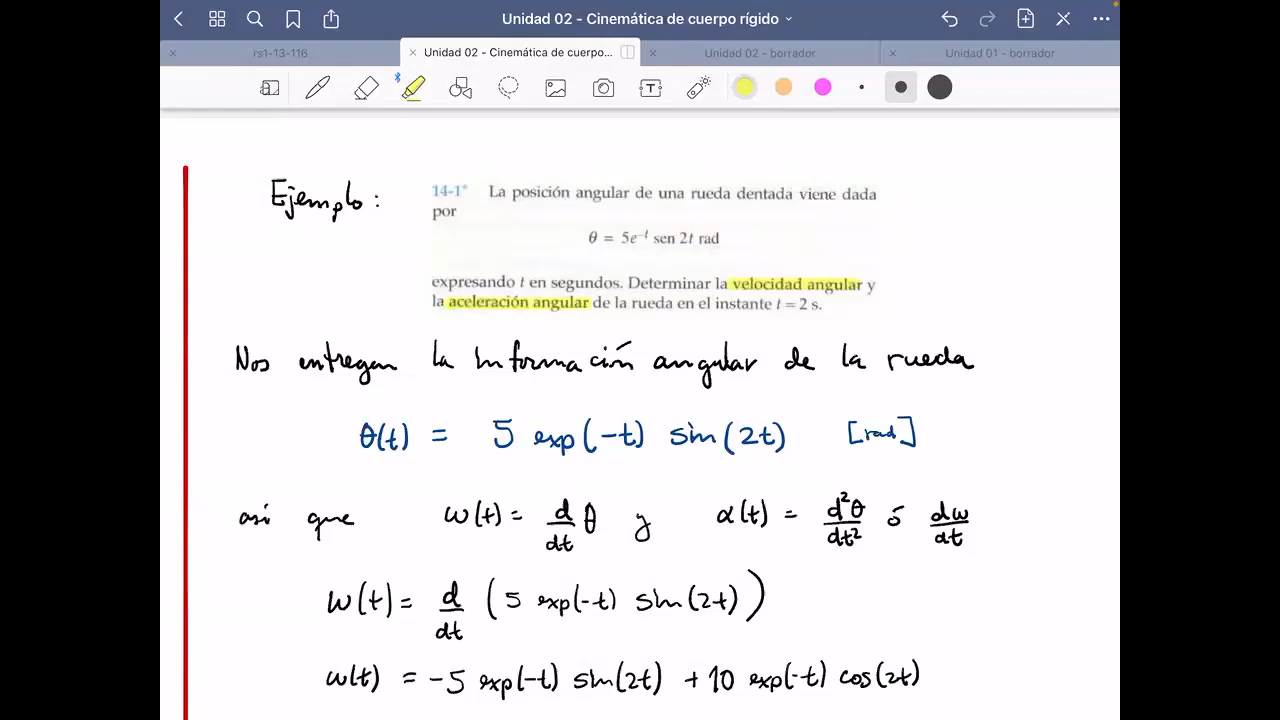 Unidad 02 - Cinemática de cuerpo rígido
rs1-13-116
Unidad 02 - Cinemática de cuerpo...
Unidad 02 - borrador
Unidad 01 - borrador
T
Ejemplo:
14-1* La posición angular de una rueda dentada viene dada
por
θ = 5e^{-t} sen 2t rad
expresando t en segundos. Determinar la velocidad angular y
la aceleración angular de la rueda en el instante t = 2 s.
Nos entregan la información angular de la rueda
θ(t) = 5 exp(-t) sin(2t) [rad]
asi que ω(t) = d/dt θ y α(t) = d²θ/dt² ó dω/dt
ω(t) = d/dt (5 exp(-t) sin(2t))
ω(t) = -5 exp(-t) sin(2t) + 10 exp(-t) cos(2t)